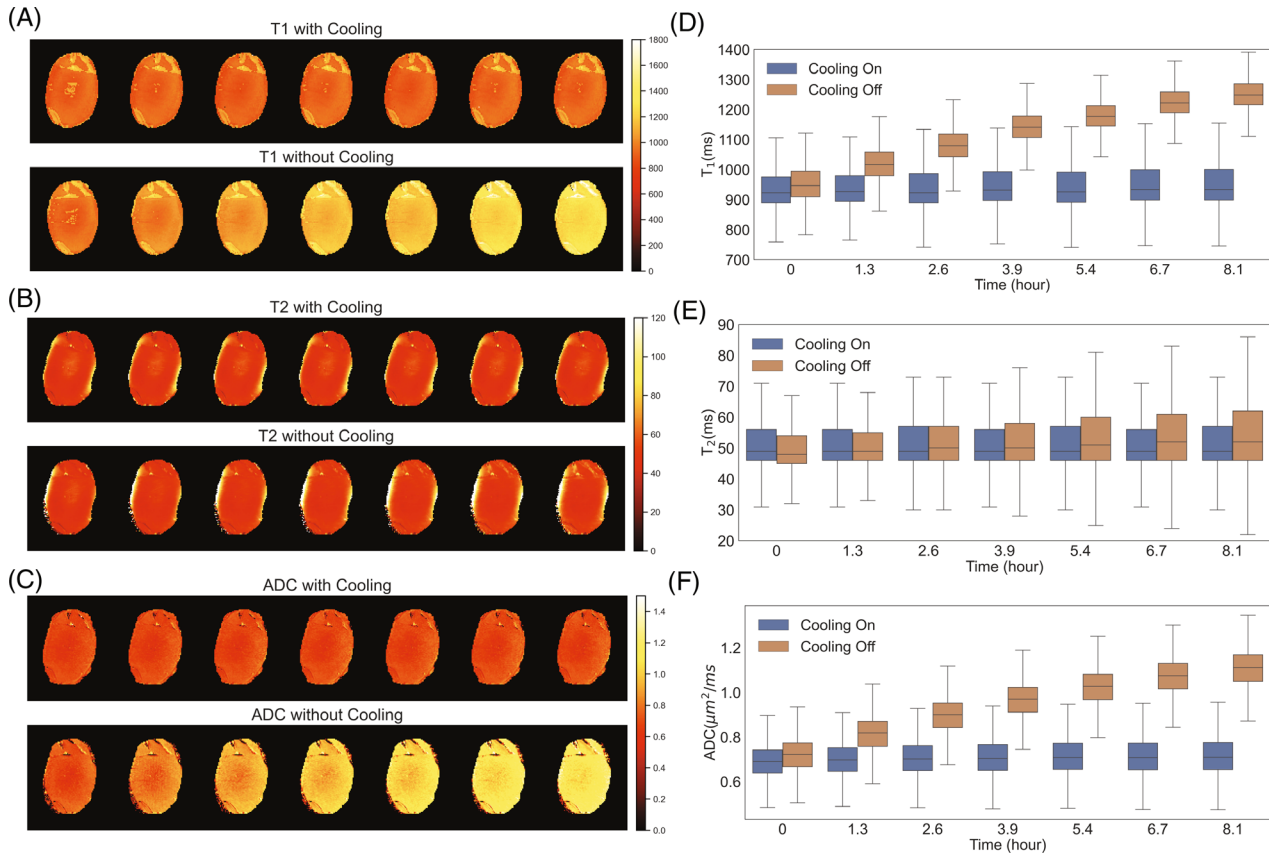 (A)
T1 with Cooling
T1 without Cooling
1800
1600
1400
1200
1000
800
600
400
200
0
(B)
T2 with Cooling
T2 without Cooling
120
100
80
60
40
20
0
(C)
ADC with Cooling
ADC without Cooling
1.4
1.2
1.0
0.8
0.6
0.4
0.2
0.0
(D)
1400
1300
1200
1100
1000
900
800
700
T₁(ms)
Cooling On
Cooling Off
0 1.3 2.6 3.9 5.4 6.7 8.1
Time (hour)
(E)
90
80
70
60
50
40
30
20
T₂(ms)
Cooling On
Cooling Off
0 1.3 2.6 3.9 5.4 6.7 8.1
Time (hour)
(F)
1.2
1.0
0.8
0.6
ADC(μm²/ms
Cooling On
Cooling Off
0 1.3 2.6 3.9 5.4 6.7 8.1
Time (hour)